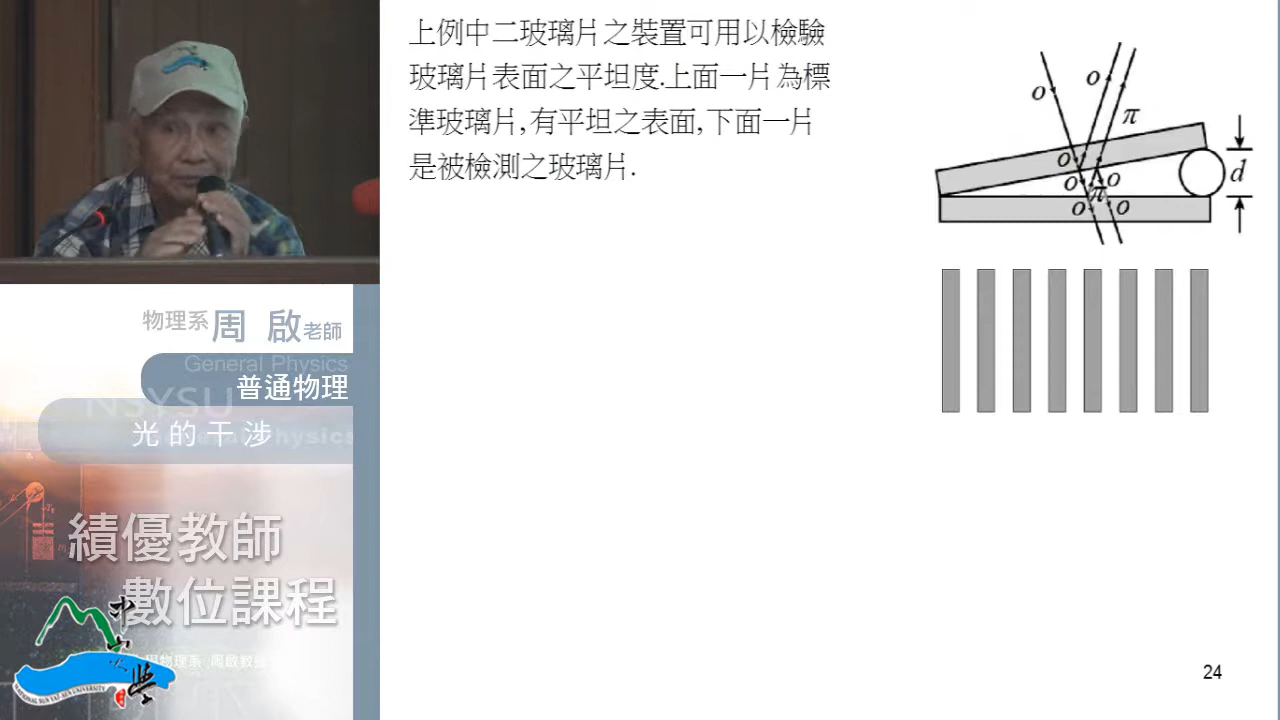 上例中二玻璃片之裝置可用以檢驗
玻璃片表面之平坦度.上面一片為標
準玻璃片,有平坦之表面,下面一片
是被檢測之玻璃片.
o
o
π
o
o
π
o
o
o
d
24
物理系 周 啟 老師
General Physics
普通物理
NSYSU
光的干涉
績優教師
數位課程